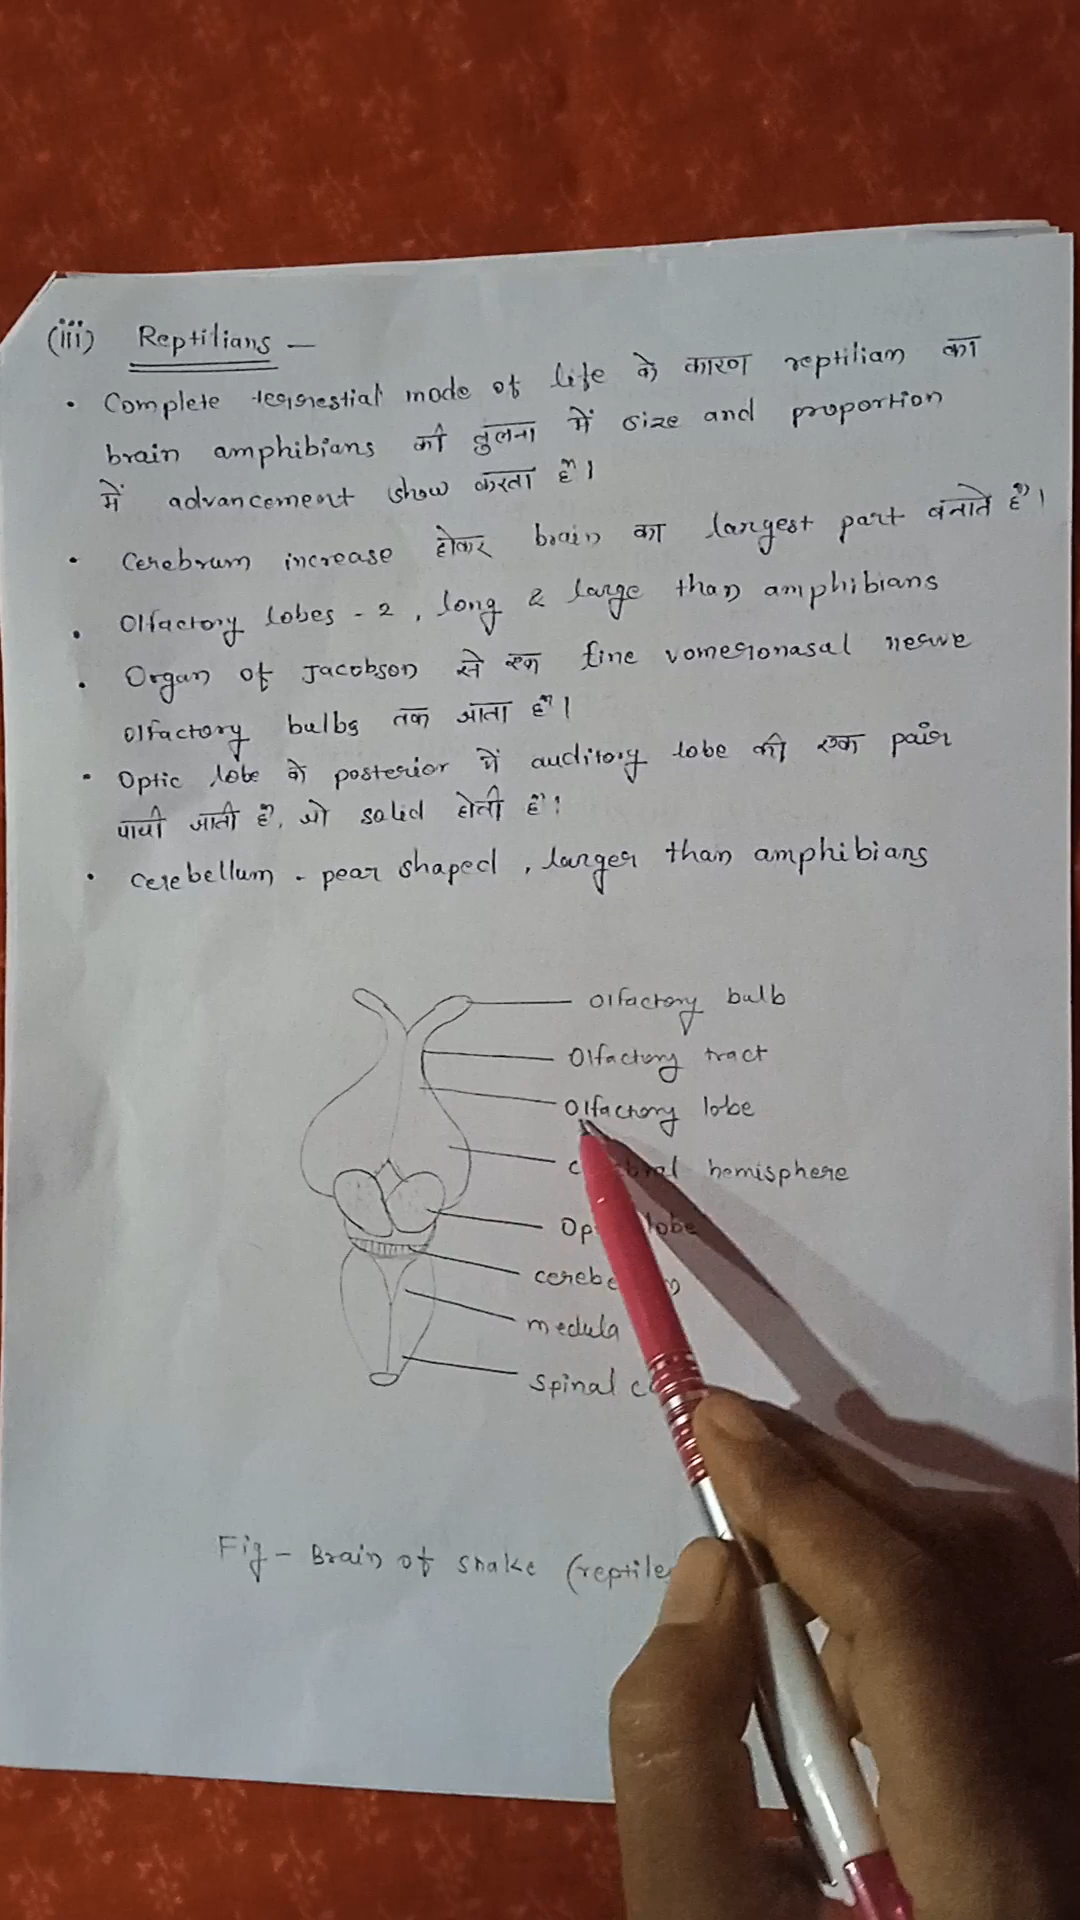 (iii) Reptilians –
• Complete terrestial mode of life के कारण reptilian का
brain amphibians की तुलना में size and proportion
में advancement show करता है।
• Cerebrum increase होकर brain का largest part बनाते है।
• Olfactory lobes - 2, long & large than amphibians
• Organ of Jacobson से एक fine vomeronasal nerve
olfactory bulbs तक आता है।
• Optic lobe के posterior में auditory lobe की एक pair
पायी जाती है, जो solid होती है।
• Cerebellum - pear shaped, larger than amphibians
Olfactory bulb
Olfactory tract
Olfactory lobe
hemisphere
lobe
medula
Spinal
Fig – Brain of snake (reptile